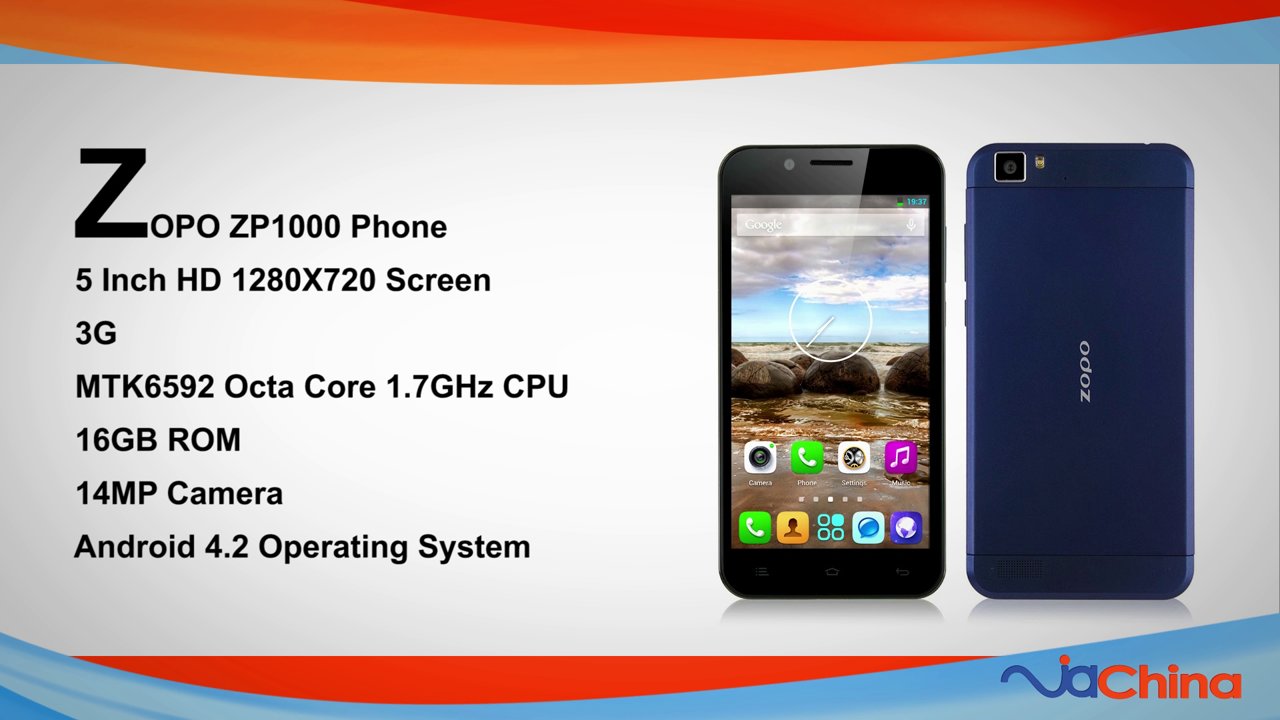 ZOPO ZP1000 Phone
5 Inch HD 1280X720 Screen
3G
MTK6592 Octa Core 1.7GHz CPU
16GB ROM
14MP Camera
Android 4.2 Operating System
19:37
Google
Camera Phone Settings Music
ZOPO
ViaChina